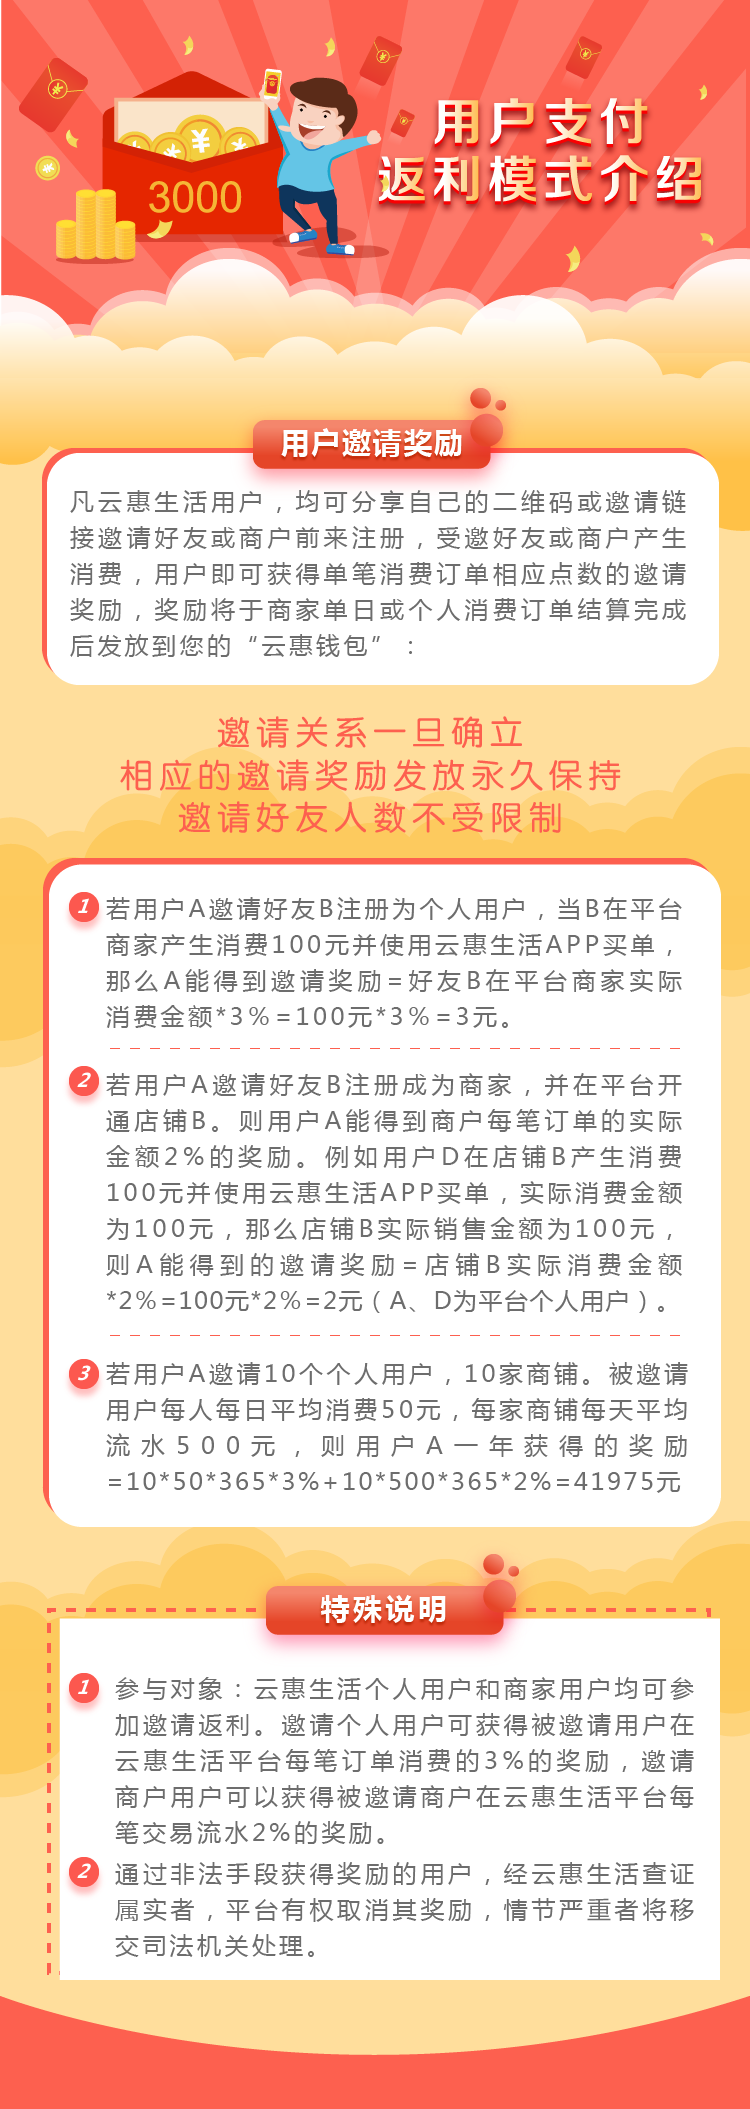 用户支付
返利模式介绍
3000
用户邀请奖励
凡云惠生活用户，均可分享自己的二维码或邀请链
接邀请好友或商户前来注册，受邀好友或商户产生
消费，用户即可获得单笔消费订单相应点数的邀请
奖励，奖励将于商家单日或个人消费订单结算完成
后发放到您的“云惠钱包”：
邀请关系一旦确立
相应的邀请奖励发放永久保持
邀请好友人数不受限制
1 若用户A邀请好友B注册为个人用户，当B在平台
商家产生消费100元并使用云惠生活APP买单，
那么A能得到邀请奖励=好友B在平台商家实际
消费金额*3%=100元*3%=3元。
2 若用户A邀请好友B注册成为商家，并在平台开
通店铺B。则用户A能得到商户每笔订单的实际
金额2%的奖励。例如用户D在店铺B产生消费
100元并使用云惠生活APP买单，实际消费金额
为100元，那么店铺B实际销售金额为100元，
则A能得到的邀请奖励=店铺B实际消费金额
*2%=100元*2%=2元（A、D为平台个人用户）。
3 若用户A邀请10个个人用户，10家商铺。被邀请
用户每人每日平均消费50元，每家商铺每天平均
流水500元，则用户A一年获得的奖励
=10*50*365*3%+10*500*365*2%=41975元
特殊说明
1 参与对象：云惠生活个人用户和商家用户均可参
加邀请返利。邀请个人用户可获得被邀请用户在
云惠生活平台每笔订单消费的3%的奖励，邀请
商户用户可以获得被邀请商户在云惠生活平台每
笔交易流水2%的奖励。
2 通过非法手段获得奖励的用户，经云惠生活查证
属实者，平台有权取消其奖励，情节严重者将移
交司法机关处理。